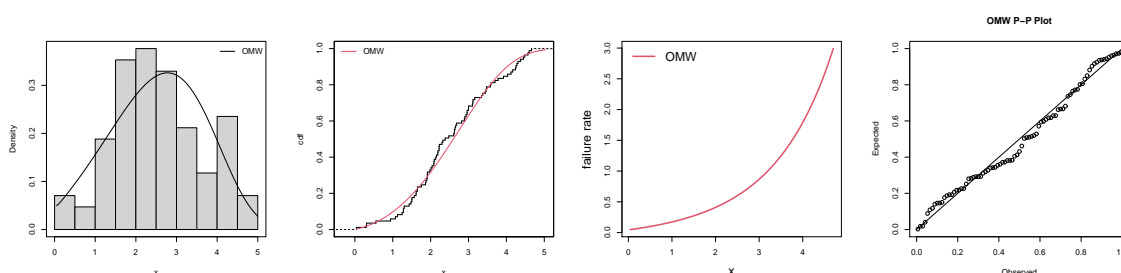 OMW P−P Plot
OMW
Density
0.0
0.1
0.2
0.3
0 1 2 3 4 5
x
OMW
cdf
0.0
0.2
0.4
0.6
0.8
1.0
0 1 2 3 4 5
x
OMW
failure rate
0.0
0.5
1.0
1.5
2.0
2.5
3.0
0 1 2 3 4
x
Expected
0.0
0.2
0.4
0.6
0.8
1.0
0.0 0.2 0.4 0.6 0.8
Observed